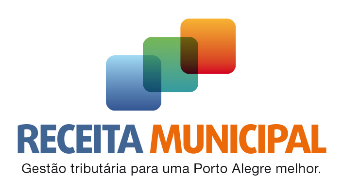 RECEITA MUNICIPAL
Gestão tributária para uma Porto Alegre melhor.